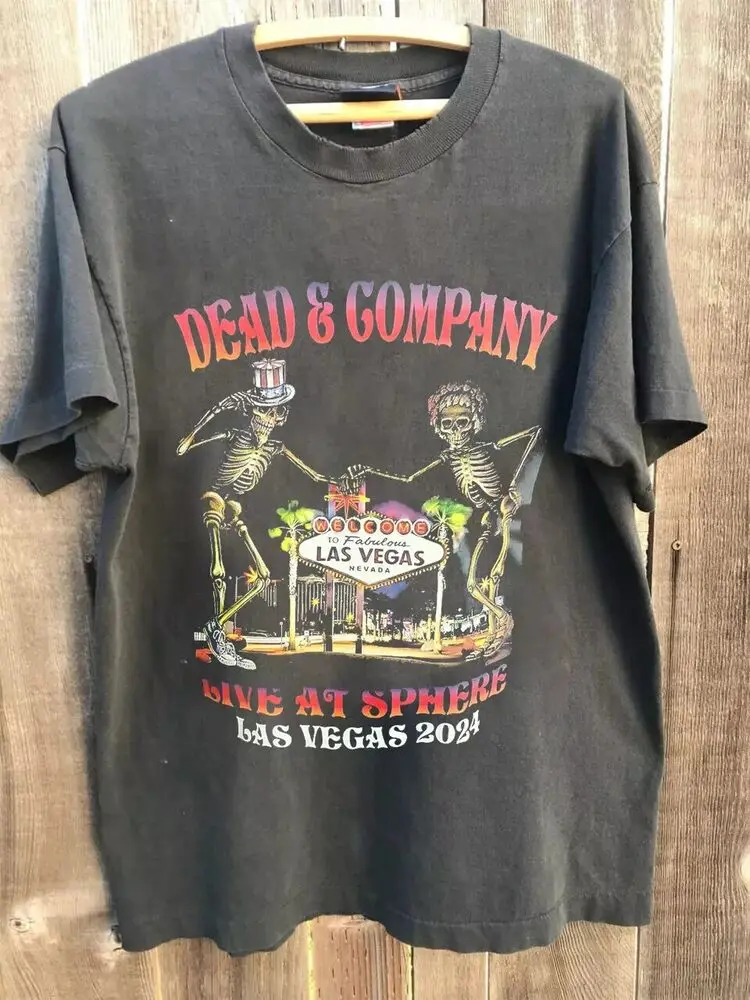 DEAD & COMPANY
WELCOME
TO Fabulous
LAS VEGAS
NEVADA
LIVE AT SPHERE
LAS VEGAS 2024